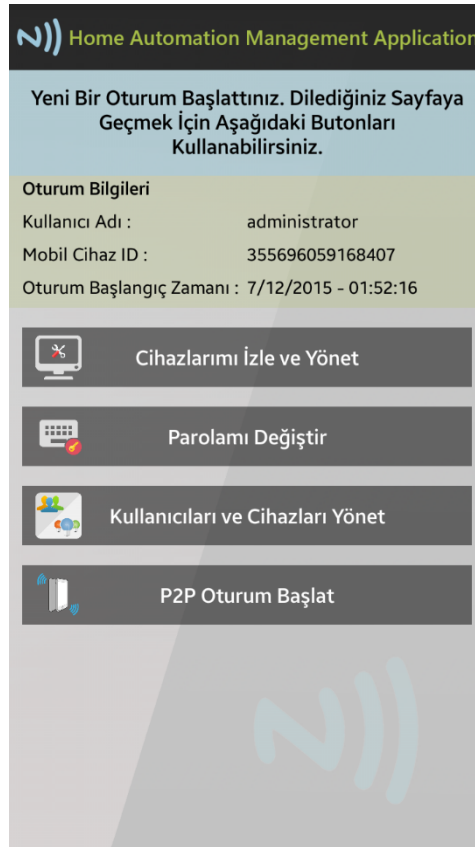 Home Automation Management Application
Yeni Bir Oturum Başlattınız. Dilediğiniz Sayfaya
Geçmek İçin Aşağıdaki Butonları
Kullanabilirsiniz.
Oturum Bilgileri
Kullanıcı Adı : administrator
Mobil Cihaz ID : 355696059168407
Oturum Başlangıç Zamanı : 7/12/2015 - 01:52:16
Cihazlarımı İzle ve Yönet
Parolamı Değiştir
Kullanıcıları ve Cihazları Yönet
P2P Oturum Başlat